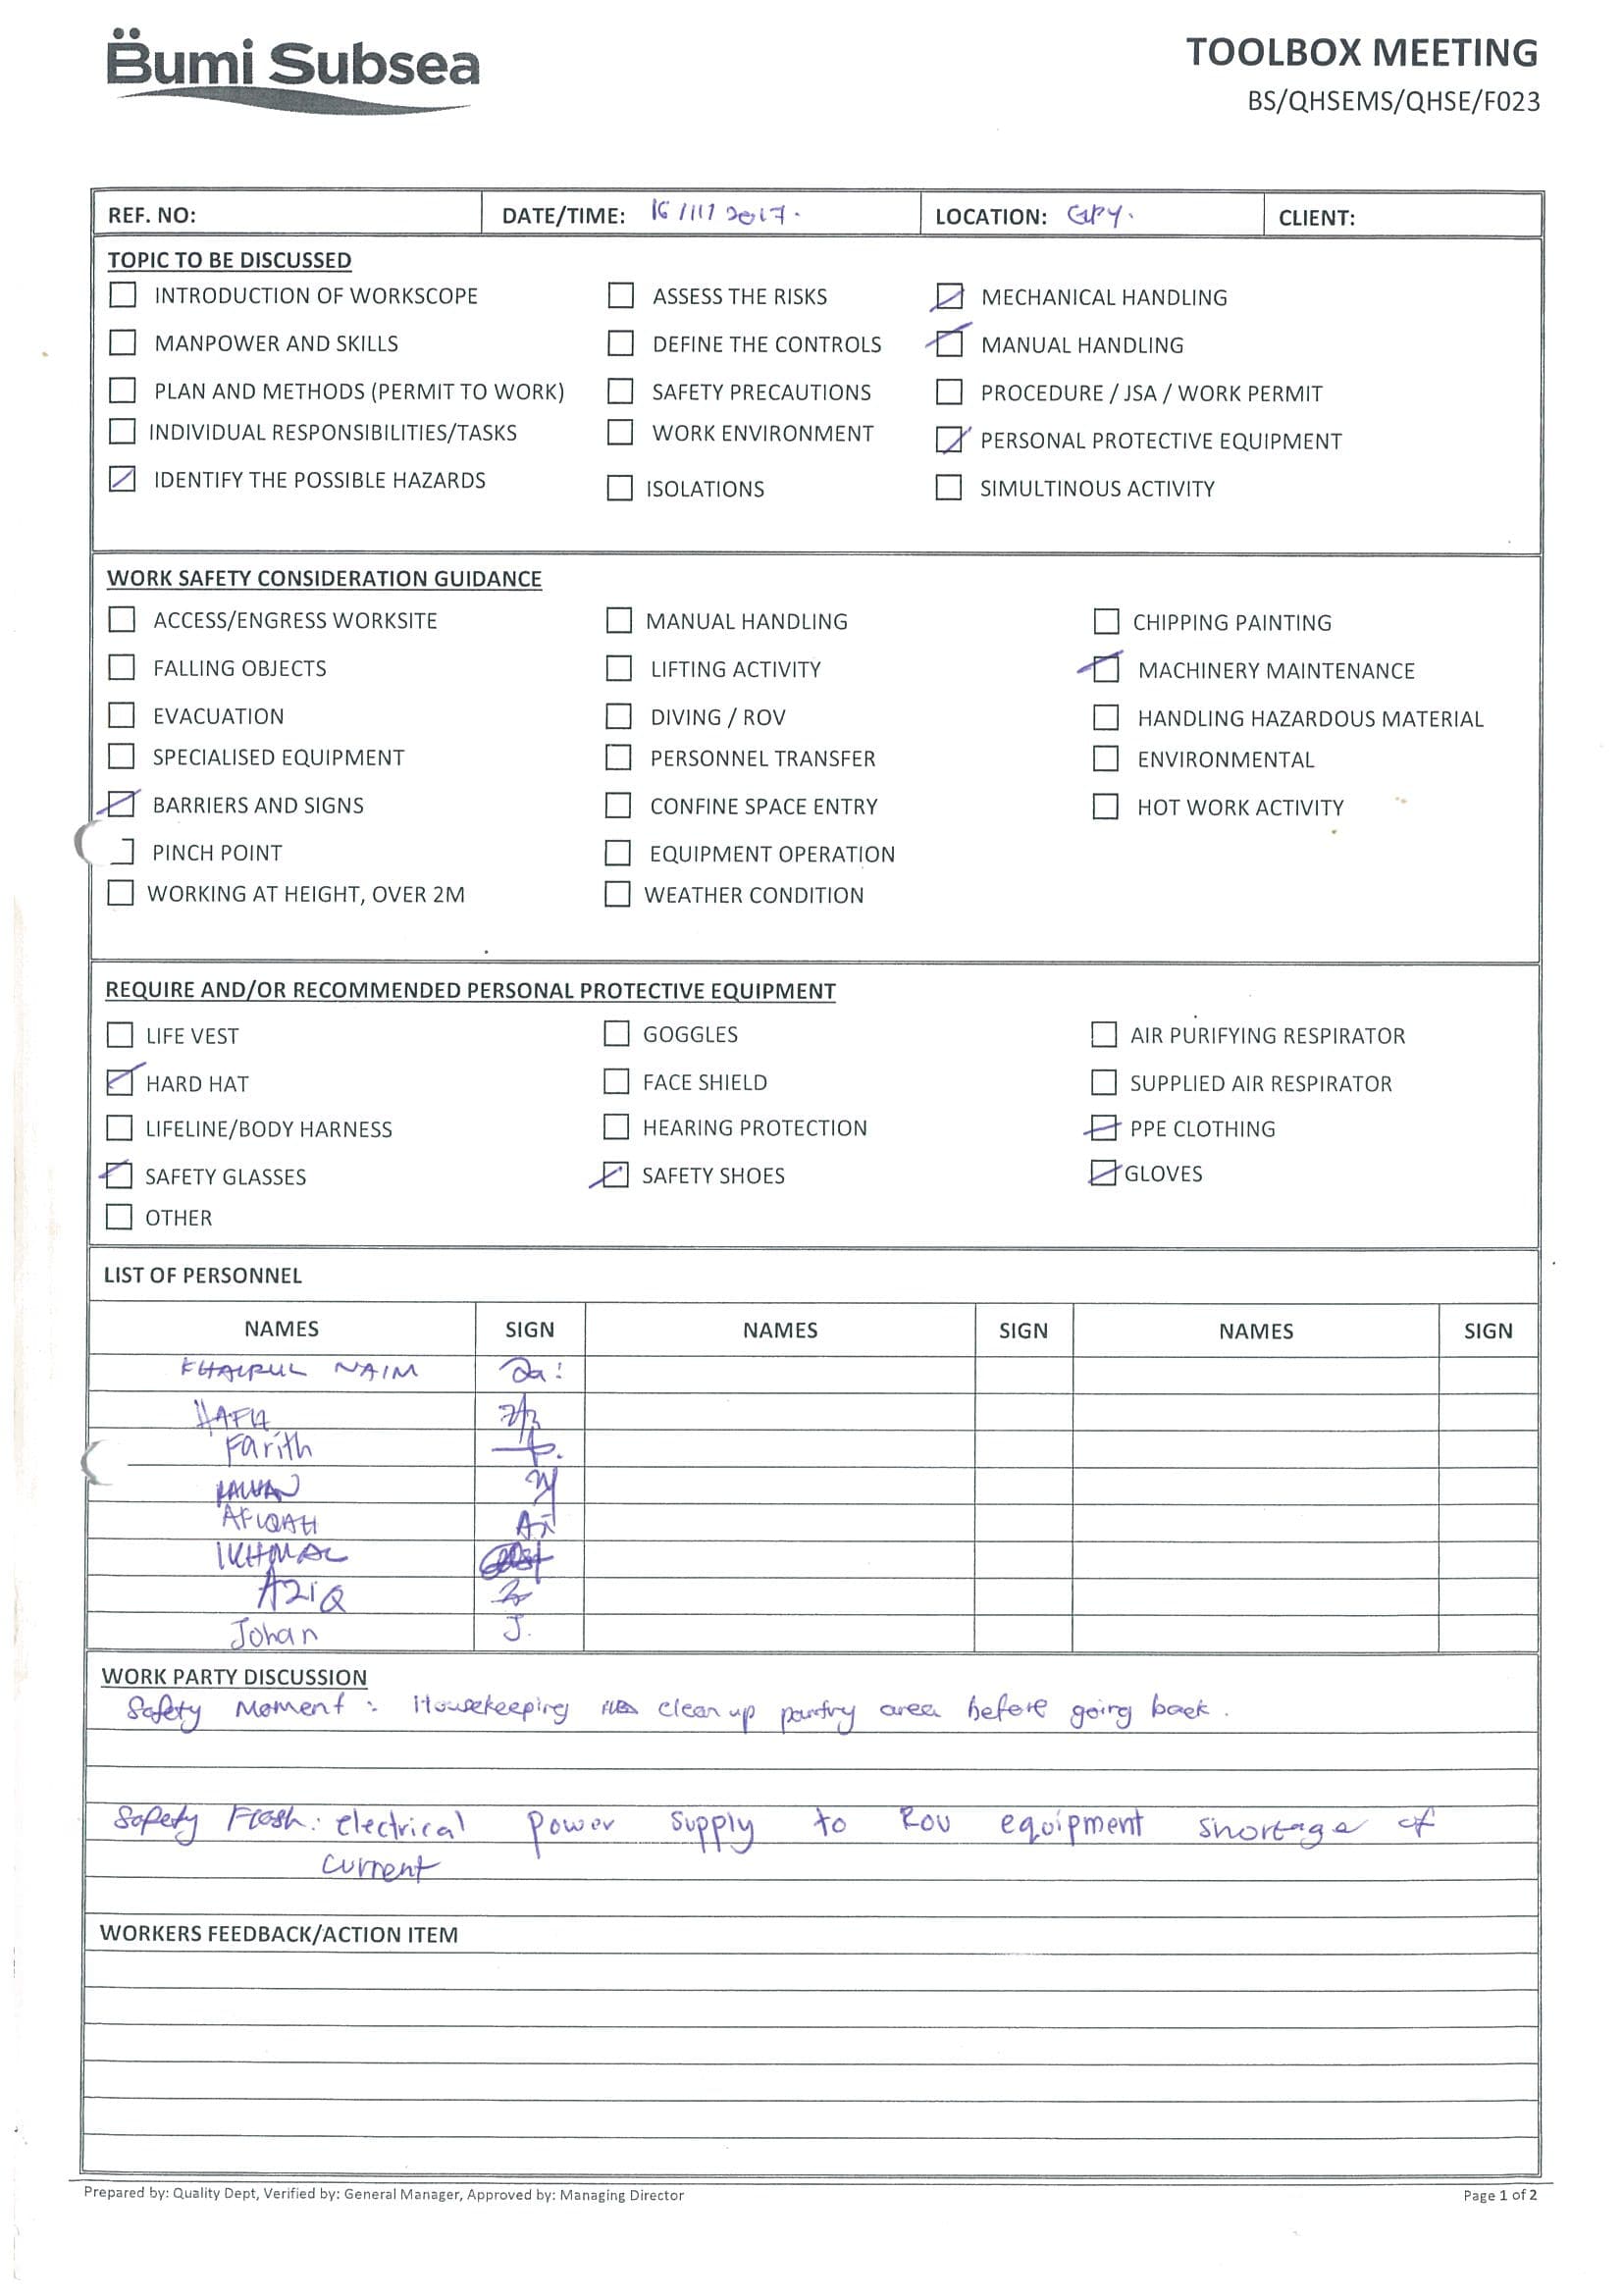 Bumi Subsea
TOOLBOX MEETING
BS/QHSEMS/QHSE/F023
REF. NO: DATE/TIME: 16/11/2017. LOCATION: GPY. CLIENT:
TOPIC TO BE DISCUSSED
INTRODUCTION OF WORKSCOPE ASSESS THE RISKS MECHANICAL HANDLING
MANPOWER AND SKILLS DEFINE THE CONTROLS MANUAL HANDLING
PLAN AND METHODS (PERMIT TO WORK) SAFETY PRECAUTIONS PROCEDURE / JSA / WORK PERMIT
INDIVIDUAL RESPONSIBILITIES/TASKS WORK ENVIRONMENT PERSONAL PROTECTIVE EQUIPMENT
IDENTIFY THE POSSIBLE HAZARDS ISOLATIONS SIMULTINOUS ACTIVITY
WORK SAFETY CONSIDERATION GUIDANCE
ACCESS/ENGRESS WORKSITE MANUAL HANDLING CHIPPING PAINTING
FALLING OBJECTS LIFTING ACTIVITY MACHINERY MAINTENANCE
EVACUATION DIVING / ROV HANDLING HAZARDOUS MATERIAL
SPECIALISED EQUIPMENT PERSONNEL TRANSFER ENVIRONMENTAL
BARRIERS AND SIGNS CONFINE SPACE ENTRY HOT WORK ACTIVITY
PINCH POINT EQUIPMENT OPERATION
WORKING AT HEIGHT, OVER 2M WEATHER CONDITION
REQUIRE AND/OR RECOMMENDED PERSONAL PROTECTIVE EQUIPMENT
LIFE VEST GOGGLES AIR PURIFYING RESPIRATOR
HARD HAT FACE SHIELD SUPPLIED AIR RESPIRATOR
LIFELINE/BODY HARNESS HEARING PROTECTION PPE CLOTHING
SAFETY GLASSES SAFETY SHOES GLOVES
OTHER
LIST OF PERSONNEL
NAMES SIGN NAMES SIGN NAMES SIGN
KHAIRUL NAIM
Farith
AFIQAH
IKHMAL
AZIQ
Johan J.
WORK PARTY DISCUSSION
Safety Moment : Housekeeping clean up pantry area before going back.
Safety Flash: electrical power supply to ROV equipment shortage of
current
WORKERS FEEDBACK/ACTION ITEM
Prepared by: Quality Dept, Verified by: General Manager, Approved by: Managing Director Page 1 of 2